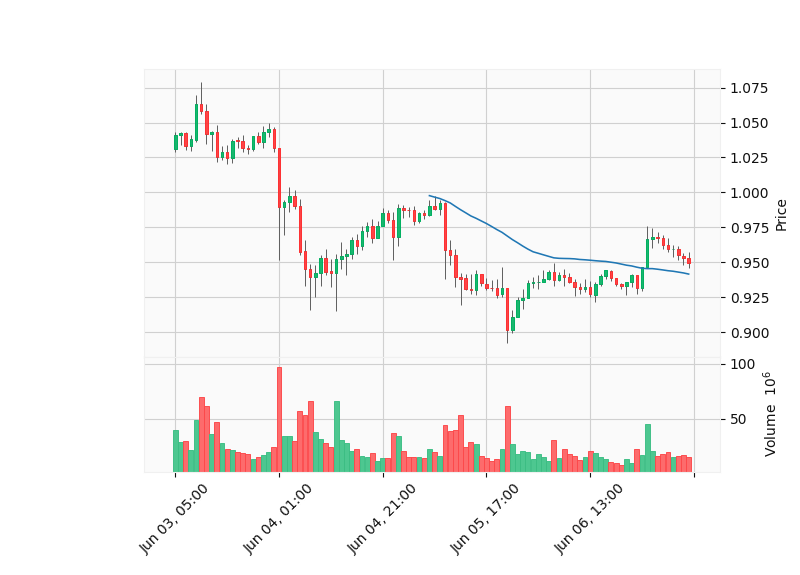 1.075
1.050
1.025
1.000
0.975
0.950
0.925
0.900
Price
100
50
Volume 10^6
Jun 03, 05:00
Jun 04, 01:00
Jun 04, 21:00
Jun 05, 17:00
Jun 06, 13:00